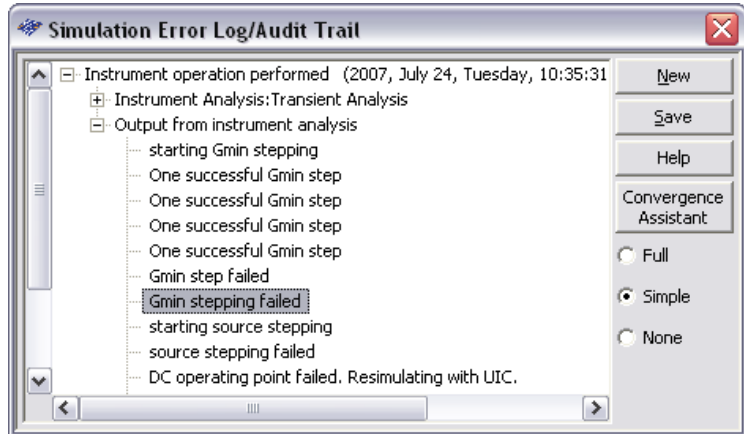 Simulation Error Log/Audit Trail
Instrument operation performed (2007, July 24, Tuesday, 10:35:31
Instrument Analysis:Transient Analysis
Output from instrument analysis
starting Gmin stepping
One successful Gmin step
One successful Gmin step
One successful Gmin step
One successful Gmin step
Gmin step failed
Gmin stepping failed
starting source stepping
source stepping failed
DC operating point failed. Resimulating with UIC.
New
Save
Help
Convergence
Assistant
Full
Simple
None